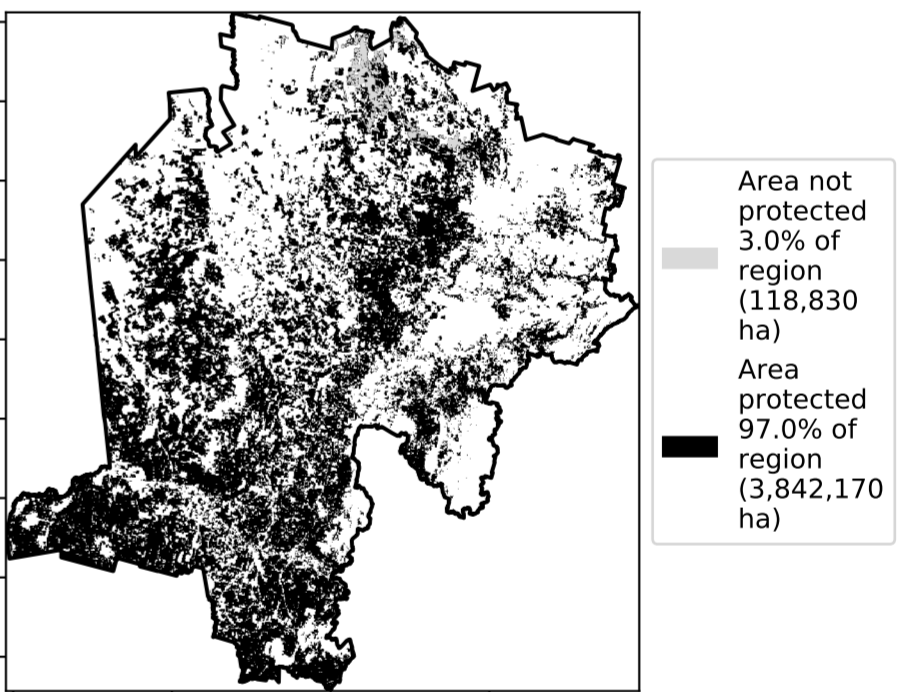 Area not
protected
3.0% of
region
(118,830
ha)
Area
protected
97.0% of
region
(3,842,170
ha)